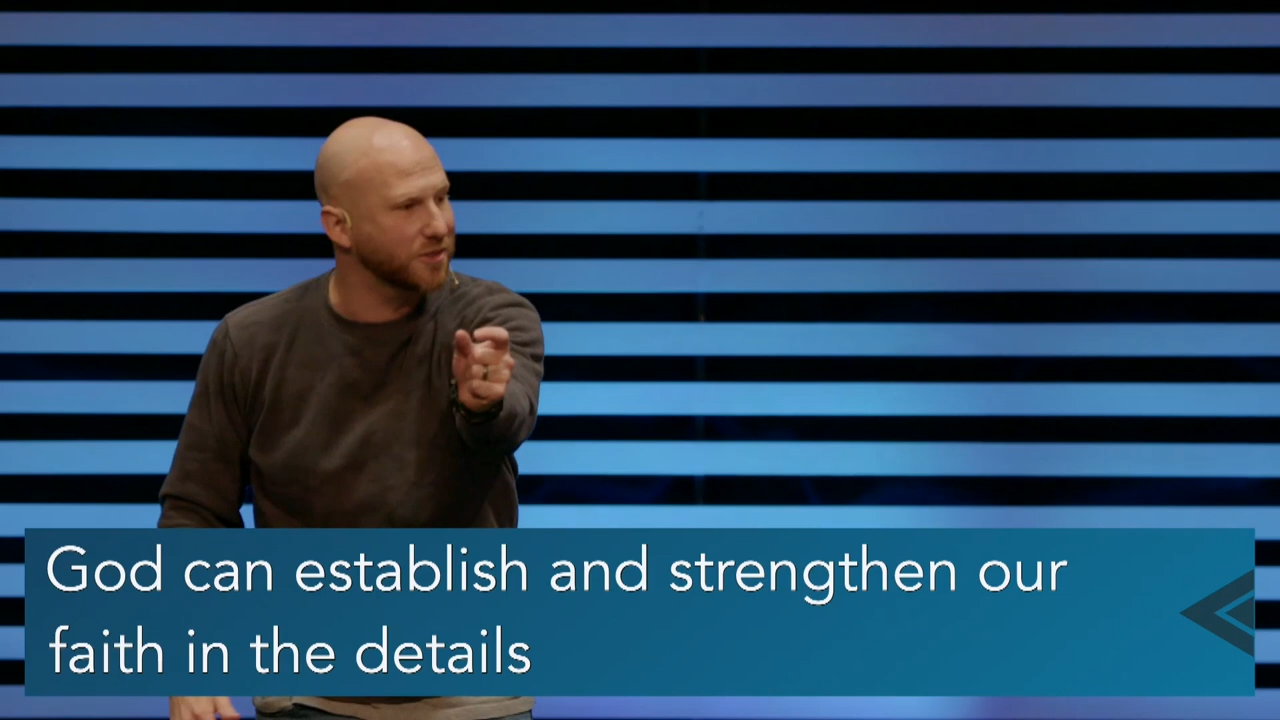 God can establish and strengthen our
faith in the details